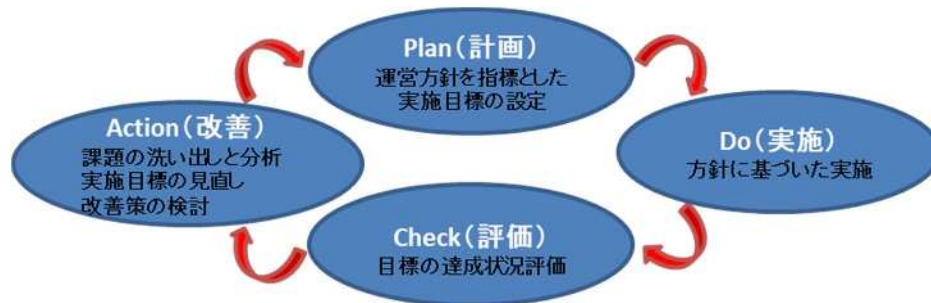 Plan(計画)
運営方針を指標とした
実施目標の設定
Do(実施)
方針に基づいた実施
Check(評価)
目標の達成状況評価
Action(改善)
課題の洗い出しと分析
実施目標の見直し
改善策の検討